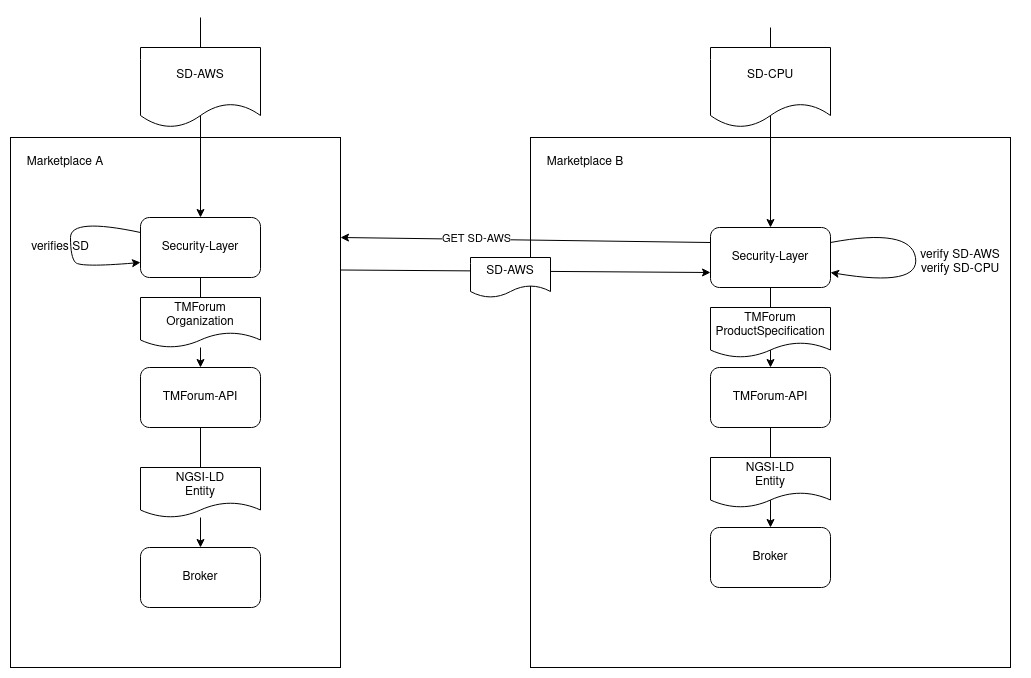 SD-AWS
SD-CPU
Marketplace A
Marketplace B
verifies SD
Security-Layer
GET SD-AWS
SD-AWS
Security-Layer
verify SD-AWS
verify SD-CPU
TMForum
Organization
TMForum
ProductSpecification
TMForum-API
TMForum-API
NGSI-LD
Entity
NGSI-LD
Entity
Broker
Broker